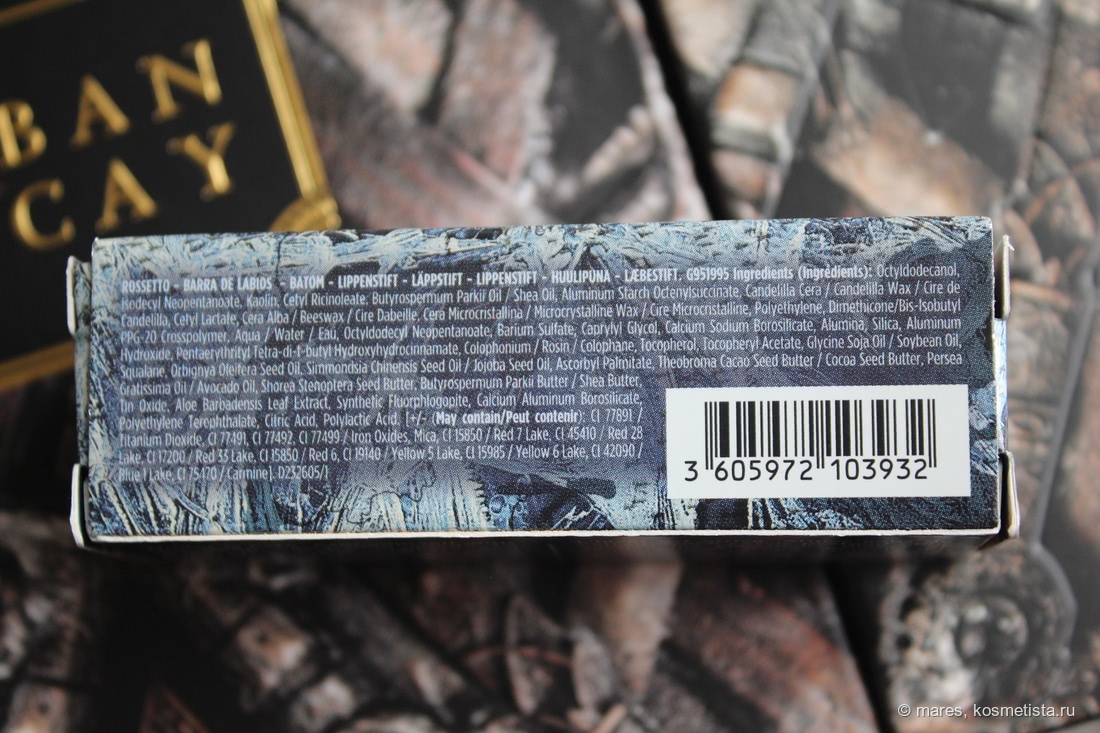 BAN
CAY
ROSSETTO - BARRA DE LABIOS - BATOM - LIPPENSTIFT - LÄPPSTIFT - LIPPENSTIFT - HUULIPUNA - LÆBESTIFT. G951995 Ingredients (Ingrédients): Octyldodecanol,
Isodecyl Neopentanoate, Kaolin, Cetyl Ricinoleate, Butyrospermum Parkii Oil / Shea Oil, Aluminum Starch Octenylsuccinate, Candelilla Cera / Candelilla Wax / Cire de
Candelilla, Cetyl Lactate, Cera Alba / Beeswax / Cire Dabeille, Cera Microcristallina / Microcrystalline Wax / Cire Microcristalline, Polyethylene, Dimethicone/Bis-Isobutyl
PPG-20 Crosspolymer, Aqua / Water / Eau, Octyldodecyl Neopentanoate, Barium Sulfate, Caprylyl Glycol, Calcium Sodium Borosilicate, Alumina, Silica, Aluminum
Hydroxide, Pentaerythrityl Tetra-di-t-butyl Hydroxyhydrocinnamate, Colophonium / Rosin / Colophane, Tocopherol, Tocopheryl Acetate, Glycine Soja Oil / Soybean Oil,
Squalane, Orbignya Oleifera Seed Oil, Simmondsia Chinensis Seed Oil / Jojoba Seed Oil, Ascorbyl Palmitate, Theobroma Cacao Seed Butter / Cocoa Seed Butter, Persea
Gratissima Oil / Avocado Oil, Shorea Stenoptera Seed Butter, Butyrospermum Parkii Butter / Shea Butter,
Tin Oxide, Aloe Barbadensis Leaf Extract, Synthetic Fluorphlogopite, Calcium Aluminum Borosilicate,
Polyethylene Terephthalate, Citric Acid, Polylactic Acid. [+/- (May contain/Peut contenir): CI 77891 /
Titanium Dioxide, CI 77491, CI 77492, CI 77499 / Iron Oxides, Mica, CI 15850 / Red 7 Lake, CI 45410 / Red 28
Lake, CI 17200 / Red 33 Lake, CI 15850 / Red 6, CI 19140 / Yellow 5 Lake, CI 15985 / Yellow 6 Lake, CI 42090 /
Blue 1 Lake, CI 75470 / Carmine]. D232605/1
3 605972 103932
© mares, kosmetista.ru